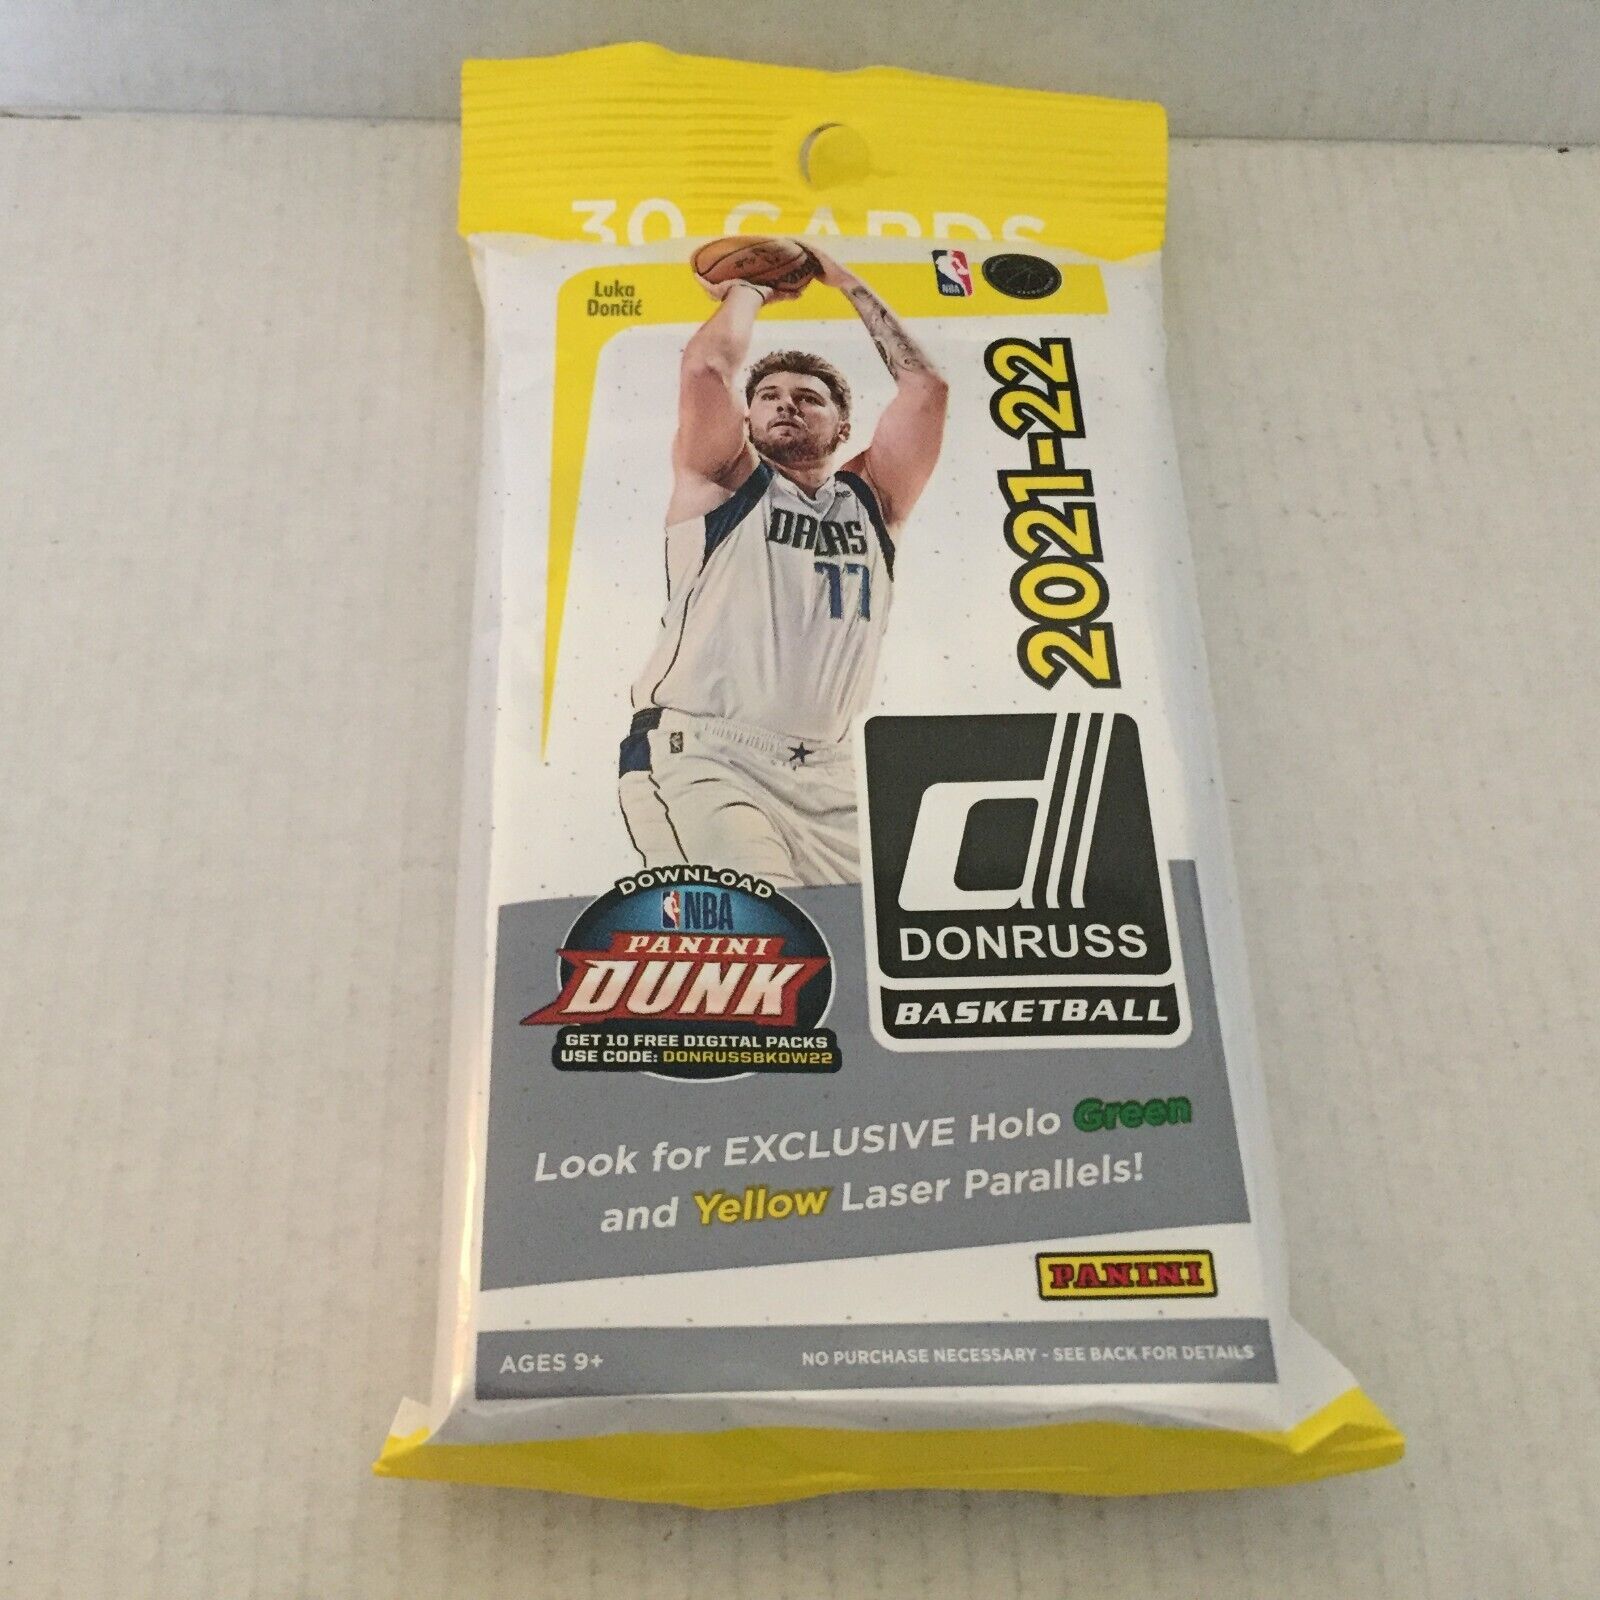 30 CARDS
Luka
Dončić
NBA
2021-22
DALLAS
77
DONRUSS
BASKETBALL
DOWNLOAD
NBA
PANINI
DUNK
GET 10 FREE DIGITAL PACKS
USE CODE: DONRUSSBKOW22
Look for EXCLUSIVE Holo Green
and Yellow Laser Parallels!
PANINI
AGES 9+
NO PURCHASE NECESSARY - SEE BACK FOR DETAILS